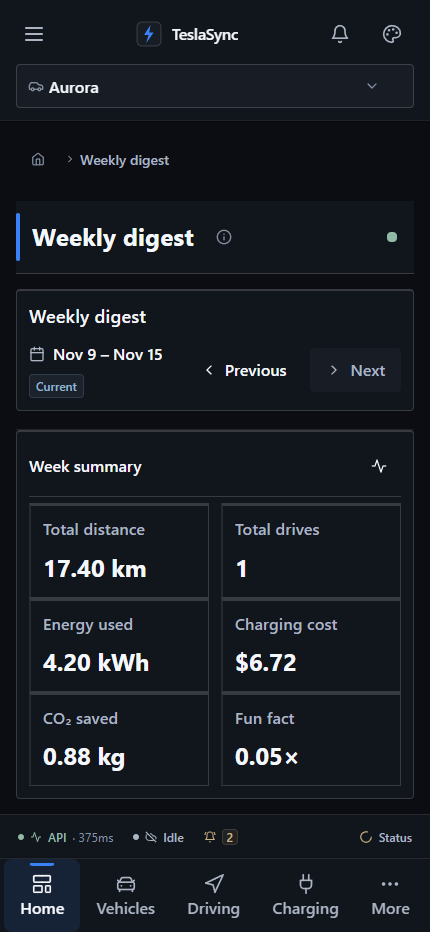 TeslaSync
Aurora
Weekly digest
Weekly digest
Weekly digest
Nov 9 – Nov 15
Current
Previous
Next
Week summary
Total distance
17.40 km
Total drives
1
Energy used
4.20 kWh
Charging cost
$6.72
CO₂ saved
0.88 kg
Fun fact
0.05×
API · 375ms
Idle
2
Status
Home
Vehicles
Driving
Charging
More